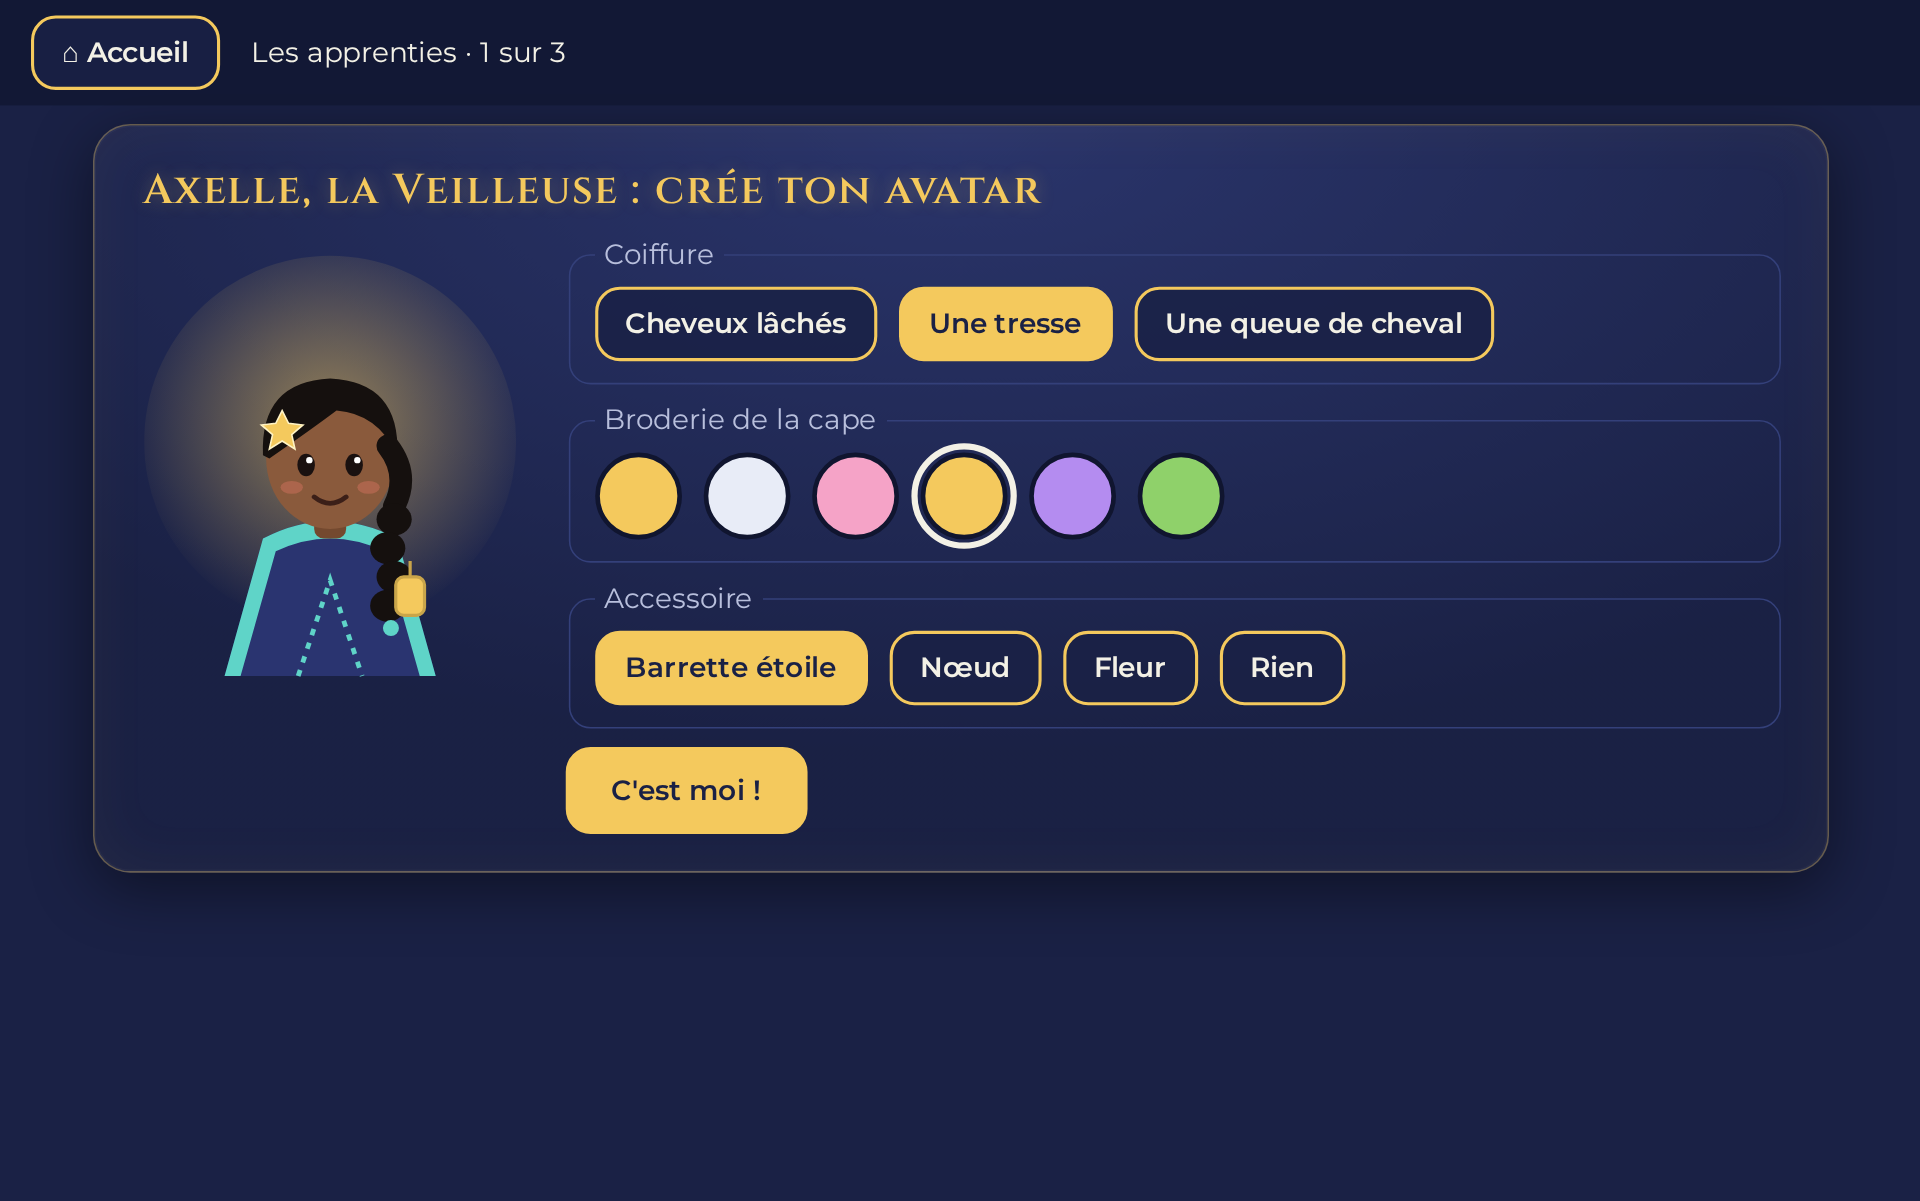 ⌂ Accueil
Les apprenties · 1 sur 3
Axelle, la Veilleuse : crée ton avatar
Coiffure
Cheveux lâchés
Une tresse
Une queue de cheval
Broderie de la cape
Accessoire
Barrette étoile
Nœud
Fleur
Rien
C'est moi !